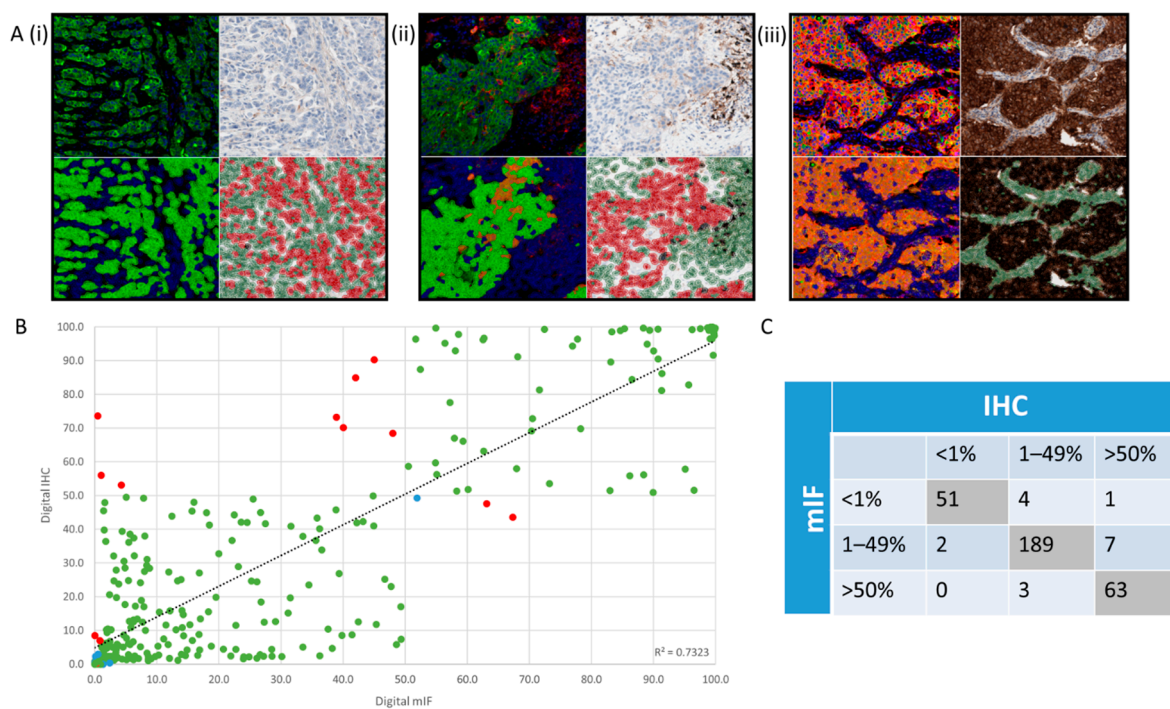 A (i)
(ii)
(iii)
B
100.0
90.0
80.0
70.0
60.0
50.0
40.0
30.0
20.0
10.0
0.0
Digital IHC
0.0 10.0 20.0 30.0 40.0 50.0 60.0 70.0 80.0 90.0 100.0
Digital mIF
R² = 0.7323
C
IHC
mIF
<1% 1–49% >50%
<1% 51 4 1
1–49% 2 189 7
>50% 0 3 63